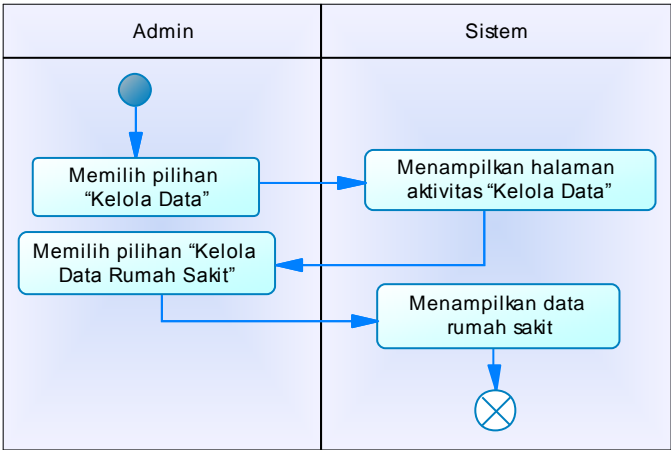 Admin
Sistem
Memilih pilihan
“Kelola Data”
Menampilkan halaman
aktivitas “Kelola Data”
Memilih pilihan “Kelola
Data Rumah Sakit”
Menampilkan data
rumah sakit